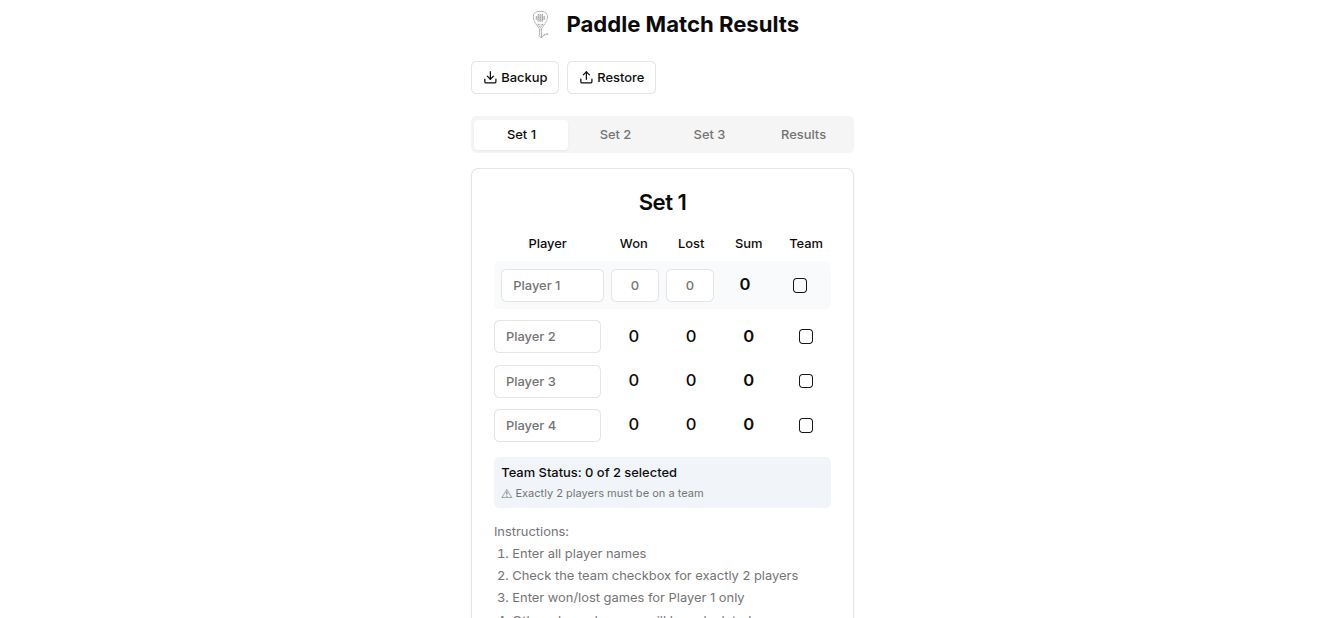 Paddle Match Results
Backup Restore
Set 1 Set 2 Set 3 Results
Set 1
Player Won Lost Sum Team
Player 1 0 0 0
Player 2 0 0 0
Player 3 0 0 0
Player 4 0 0 0
Team Status: 0 of 2 selected
⚠ Exactly 2 players must be on a team
Instructions:
1. Enter all player names
2. Check the team checkbox for exactly 2 players
3. Enter won/lost games for Player 1 only